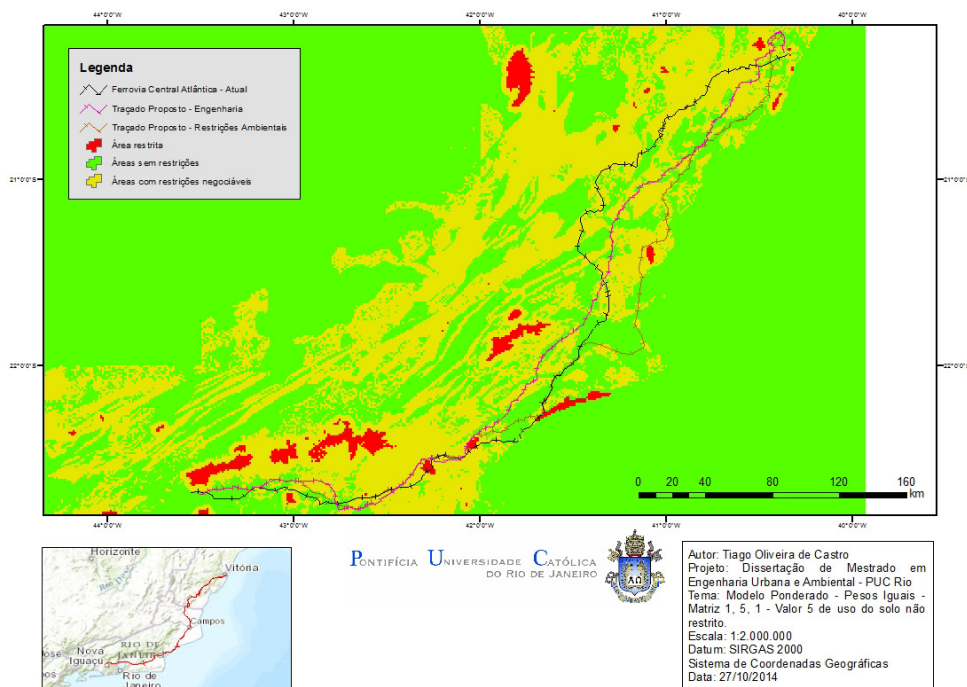 44°0'0"W 43°0'0"W 42°0'0"W 41°0'0"W 40°0'0"W
Legenda
Ferrovia Central Atlântica - Atual
Traçado Proposto - Engenharia
Traçado Proposto - Restrições Ambientais
Área restrita
Áreas sem restrições
Áreas com restrições negociáveis
21°0'0"S 21°0'0"S
22°0'0"S 22°0'0"S
0 20 40 80 120 160
km
44°0'0"W 43°0'0"W 42°0'0"W 41°0'0"W 40°0'0"W
Horizonte
Vitória
Campos
RIO DE
JANEIRO
Nova
Iguaçu
Rio de
Janeiro
PONTIFÍCIA UNIVERSIDADE CATÓLICA
DO RIO DE JANEIRO
Autor: Tiago Oliveira de Castro
Projeto: Dissertação de Mestrado em
Engenharia Urbana e Ambiental - PUC Rio
Tema: Modelo Ponderado - Pesos Iguais -
Matriz 1, 5, 1 - Valor 5 de uso do solo não
restrito.
Escala: 1:2.000.000
Datum: SIRGAS 2000
Sistema de Coordenadas Geográficas
Data: 27/10/2014